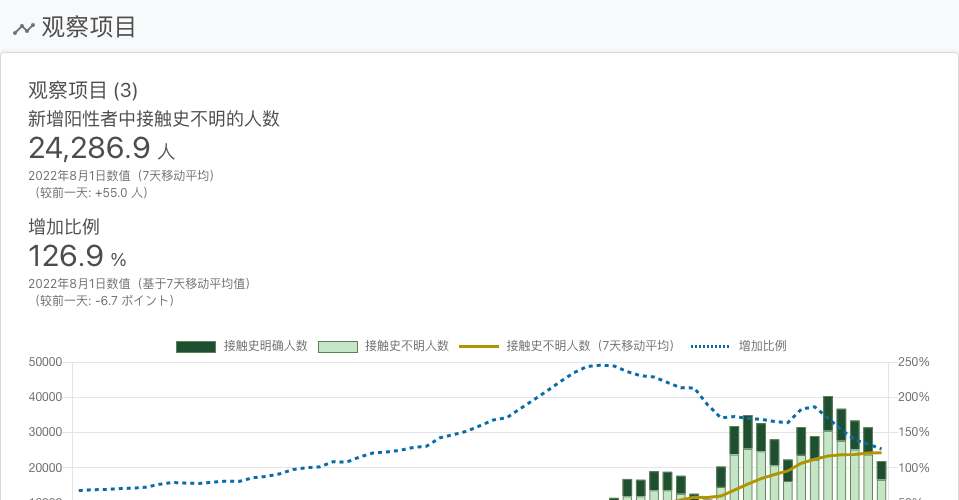 观察项目
观察项目 (3)
新增阳性者中接触史不明的人数
24,286.9 人
2022年8月1日数值（7天移动平均）
（较前一天: +55.0 人）
增加比例
126.9 %
2022年8月1日数值（基于7天移动平均值）
（较前一天: -6.7 ポイント）
接触史明确人数 接触史不明人数 接触史不明人数（7天移动平均） 增加比例
50000 250%
40000 200%
30000 150%
20000 100%